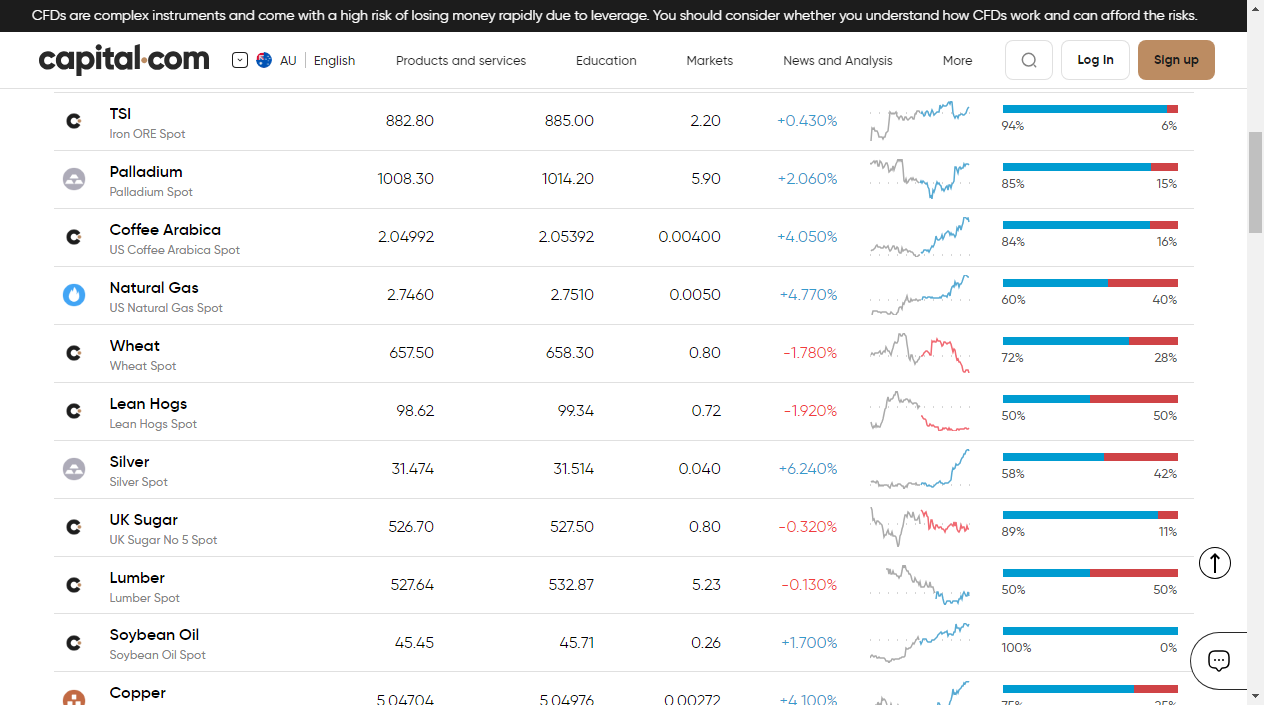 CFDs are complex instruments and come with a high risk of losing money rapidly due to leverage. You should consider whether you understand how CFDs work and can afford the risks.
capital.com AU English Products and services Education Markets News and Analysis More Log In Sign up
TSI 882.80 885.00 2.20 +0.430%
Iron ORE Spot 94% 6%
Palladium 1008.30 1014.20 5.90 +2.060%
Palladium Spot 85% 15%
Coffee Arabica 2.04992 2.05392 0.00400 +4.050%
US Coffee Arabica Spot 84% 16%
Natural Gas 2.7460 2.7510 0.0050 +4.770%
US Natural Gas Spot 60% 40%
Wheat 657.50 658.30 0.80 -1.780%
Wheat Spot 72% 28%
Lean Hogs 98.62 99.34 0.72 -1.920%
Lean Hogs Spot 50% 50%
Silver 31.474 31.514 0.040 +6.240%
Silver Spot 58% 42%
UK Sugar 526.70 527.50 0.80 -0.320%
UK Sugar No 5 Spot 89% 11%
Lumber 527.64 532.87 5.23 -0.130%
Lumber Spot 50% 50%
Soybean Oil 45.45 45.71 0.26 +1.700%
Soybean Oil Spot 100% 0%
Copper 5.04704 5.04976 0.00272 +4.100%
75% 25%